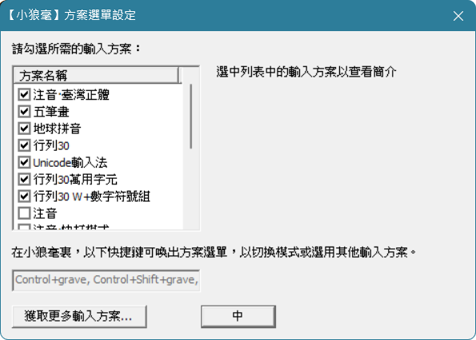 【小狼毫】方案選單設定
請勾選所需的輸入方案：
方案名稱
選中列表中的輸入方案以查看簡介
注音·臺灣正體
五筆畫
地球拼音
行列30
Unicode輸入法
行列30萬用字元
行列30 W+數字符號組
注音
注音·快打模式
在小狼毫裏，以下快捷鍵可喚出方案選單，以切換模式或選用其他輸入方案。
Control+grave, Control+Shift+grave,
獲取更多輸入方案...
中